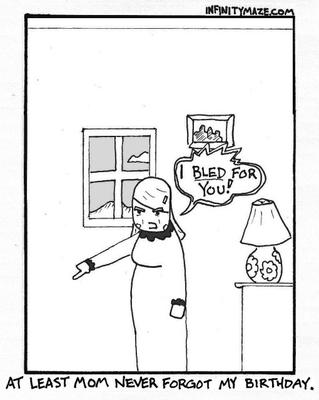 INFINITYMAZE.COM
I BLED FOR
YOU!
AT LEAST MOM NEVER FORGOT MY BIRTHDAY.